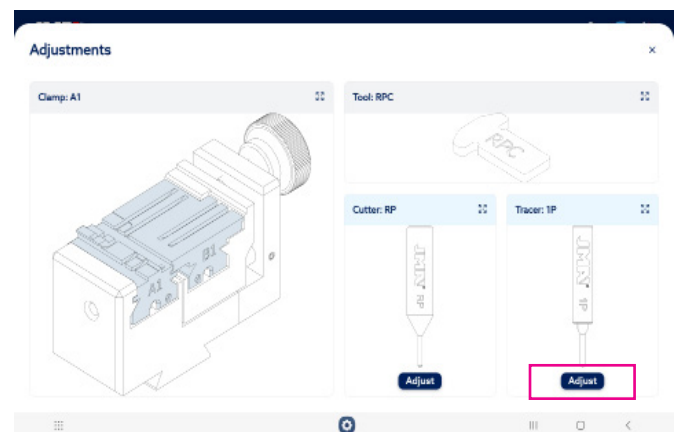 Adjustments
×
Clamp: A1
Tool: RPC
RPC
Cutter: RP
Tracer: 1P
A1
B1
JMA RP
JMA 1P
Adjust
Adjust